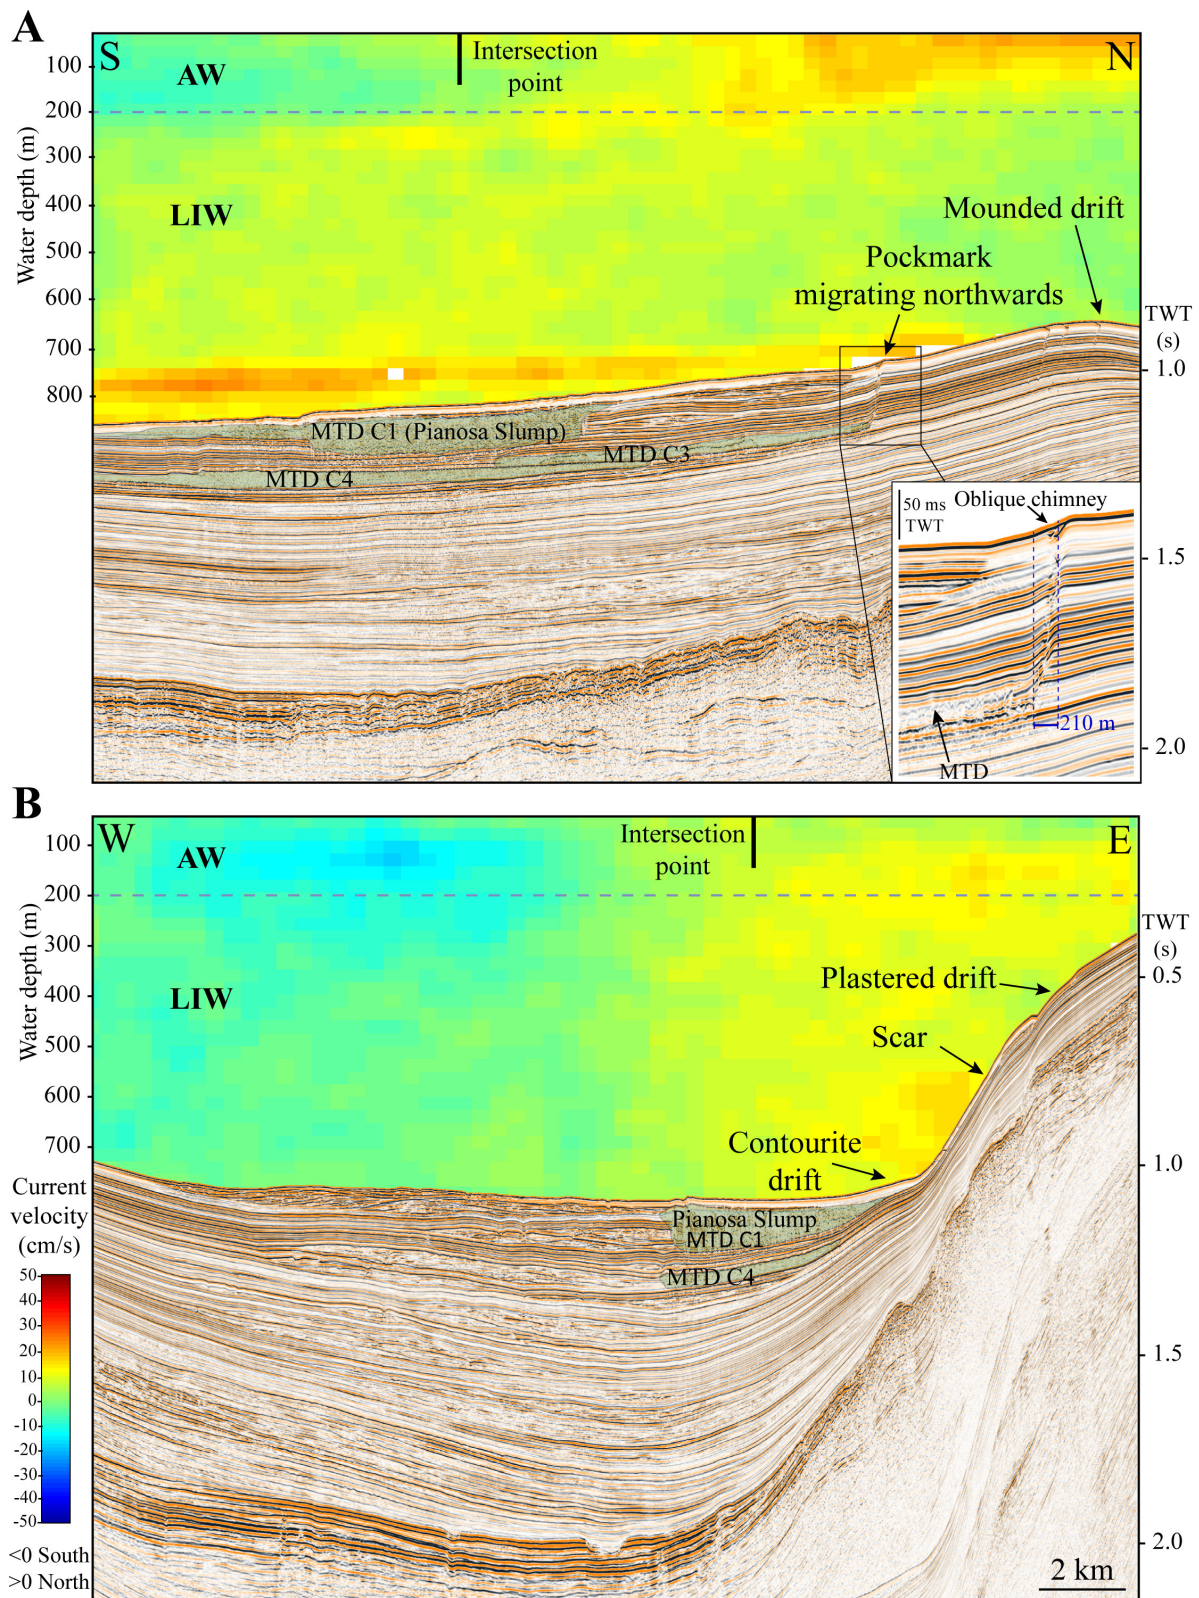 A
S
N
AW
Intersection
point
100
200
300
400
500
600
700
800
Water depth (m)
LIW
Mounded drift
Pockmark
migrating northwards
TWT
(s)
1.0
1.5
2.0
MTD C1 (Pianosa Slump)
MTD C3
MTD C4
50 ms
TWT
Oblique chimney
210 m
MTD
B
W
E
AW
Intersection
point
100
200
300
400
500
600
700
Water depth (m)
LIW
TWT
(s)
0.5
1.0
1.5
2.0
Plastered drift
Scar
Contourite
drift
Pianosa Slump
MTD C1
MTD C4
Current
velocity
(cm/s)
50
40
30
20
10
0
-10
-20
-30
-40
-50
<0 South
>0 North
2 km